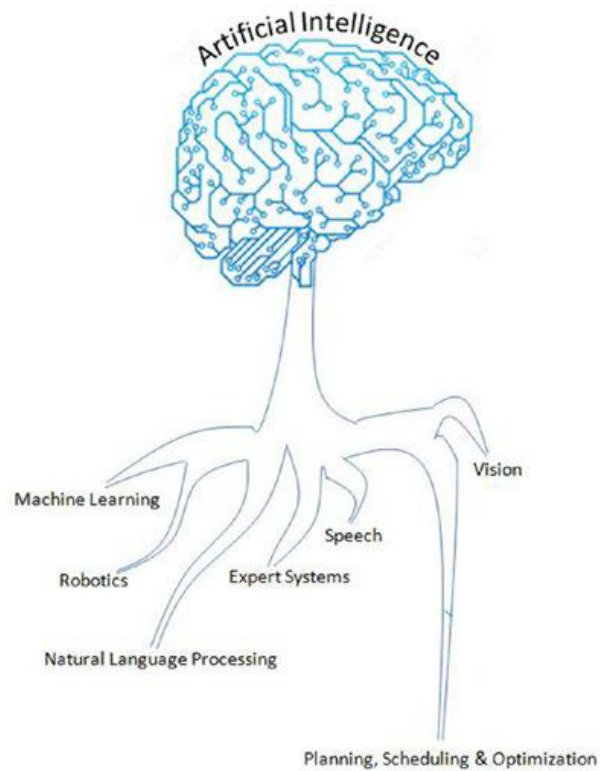 Artificial Intelligence
Vision
Machine Learning
Speech
Robotics
Expert Systems
Natural Language Processing
Planning, Scheduling & Optimization